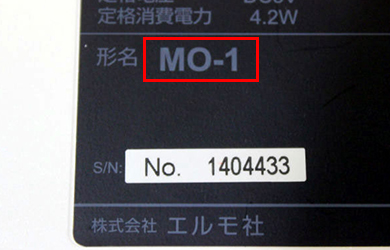 定格消費電力 4.2W
形名 MO-1
S/N: No. 1404433
株式会社 エルモ社